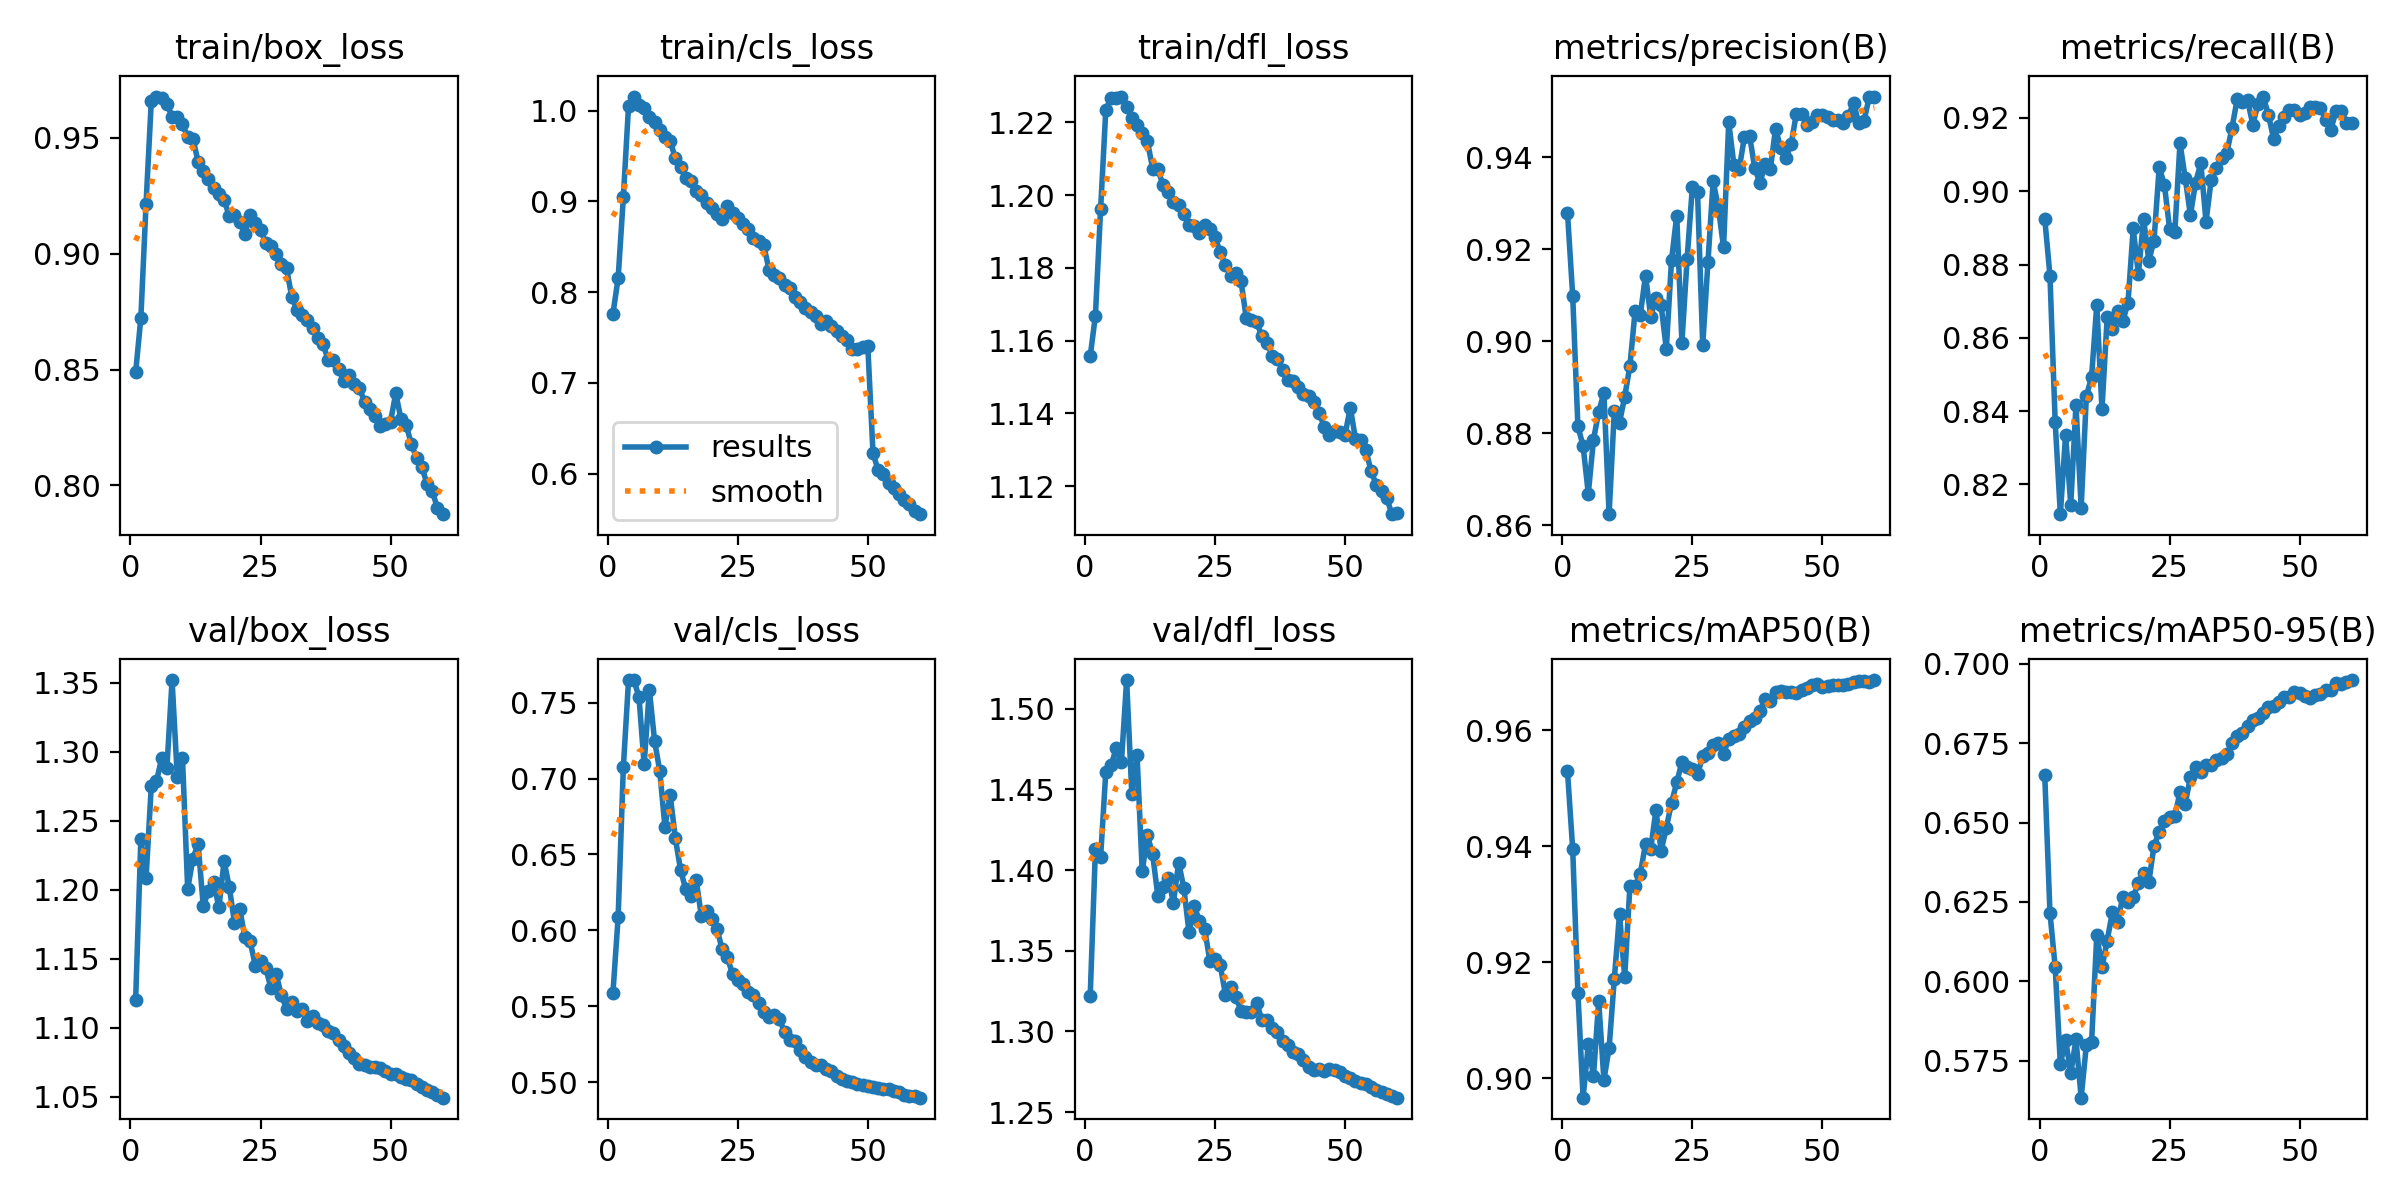 train/box_loss
0.95
0.90
0.85
0.80
0 25 50
train/cls_loss
1.0
0.9
0.8
0.7
0.6
results
smooth
0 25 50
train/dfl_loss
1.22
1.20
1.18
1.16
1.14
1.12
0 25 50
metrics/precision(B)
0.94
0.92
0.90
0.88
0.86
0 25 50
metrics/recall(B)
0.92
0.90
0.88
0.86
0.84
0.82
0 25 50
val/box_loss
1.35
1.30
1.25
1.20
1.15
1.10
1.05
0 25 50
val/cls_loss
0.75
0.70
0.65
0.60
0.55
0.50
0 25 50
val/dfl_loss
1.50
1.45
1.40
1.35
1.30
1.25
0 25 50
metrics/mAP50(B)
0.96
0.94
0.92
0.90
0 25 50
metrics/mAP50-95(B)
0.700
0.675
0.650
0.625
0.600
0.575
0 25 50